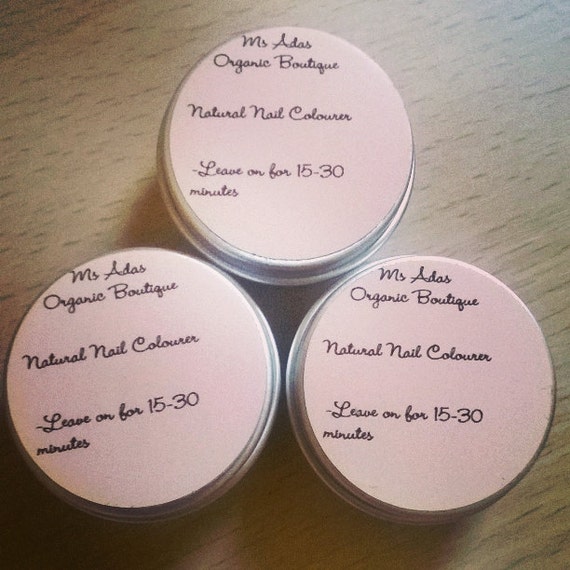 Ms Adas
Organic Boutique
Natural Nail Colourer
-Leave on for 15-30
minutes
Ms Adas
Organic Boutique
Natural Nail Colourer
-Leave on for 15-30
minutes
Ms Adas
Organic Boutique
Natural Nail Colourer
-Leave on for 15-30
minutes